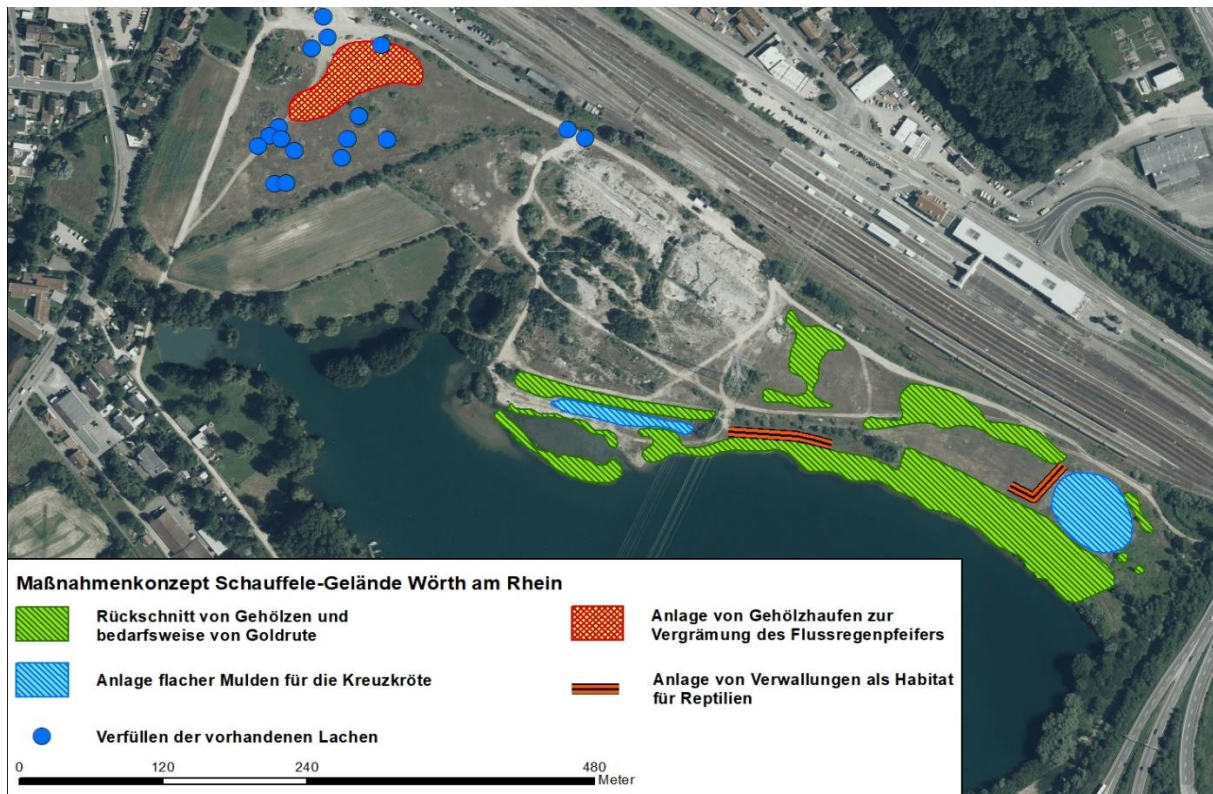 Maßnahmenkonzept Schauffele-Gelände Wörth am Rhein
Rückschnitt von Gehölzen und
bedarfsweise von Goldrute
Anlage flacher Mulden für die Kreuzkröte
Verfüllen der vorhandenen Lachen
Anlage von Gehölzhaufen zur
Vergrämung des Flussregenpfeifers
Anlage von Verwallungen als Habitat
für Reptilien
0 120 240 480
Meter